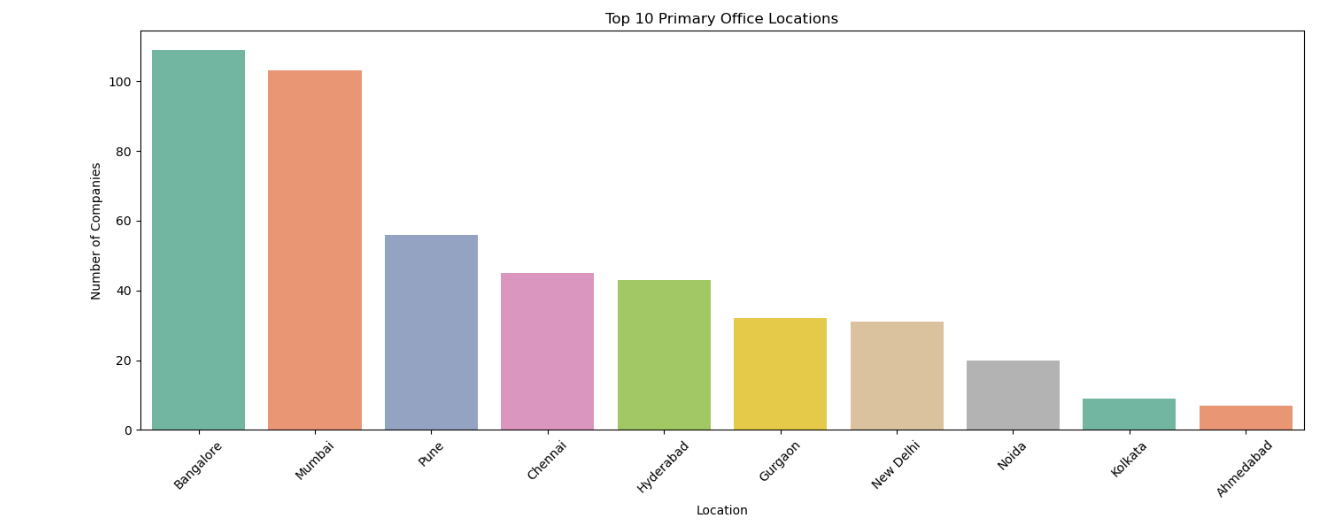 Top 10 Primary Office Locations
Number of Companies
100
80
60
40
20
0
Bangalore
Mumbai
Pune
Chennai
Hyderabad
Gurgaon
New Delhi
Noida
Kolkata
Ahmedabad
Location